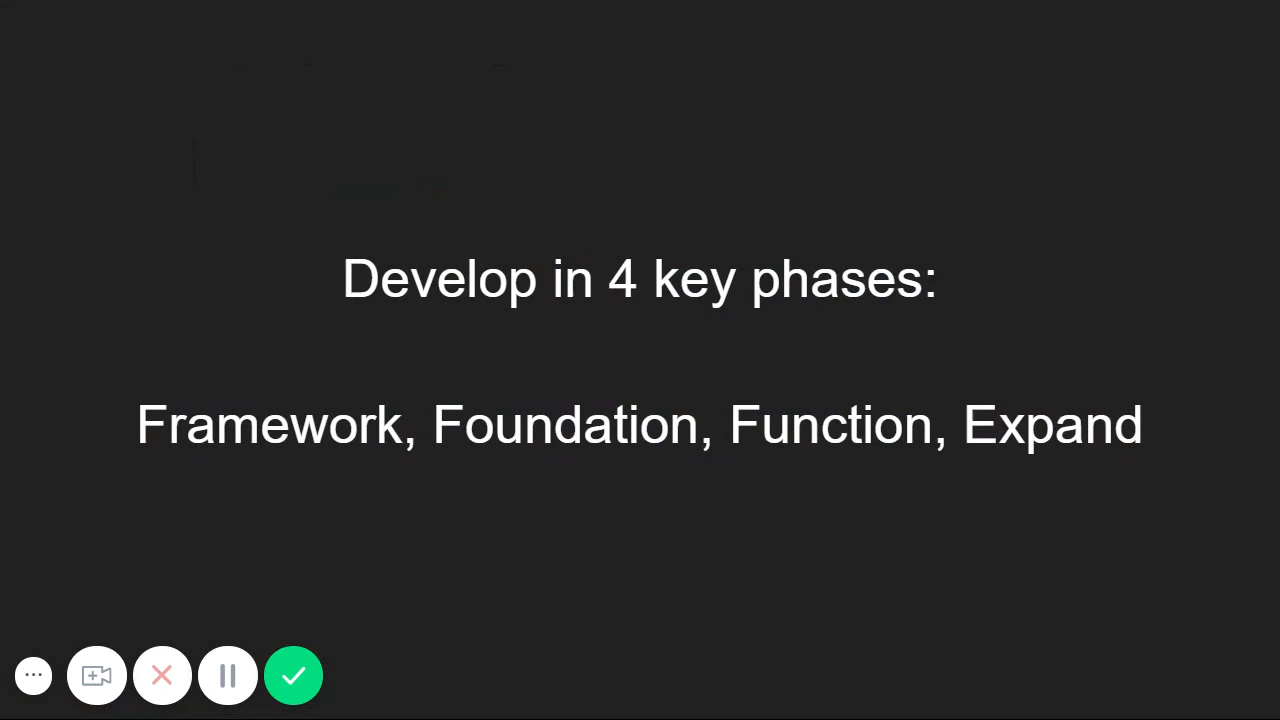 Develop in 4 key phases:
Framework, Foundation, Function, Expand